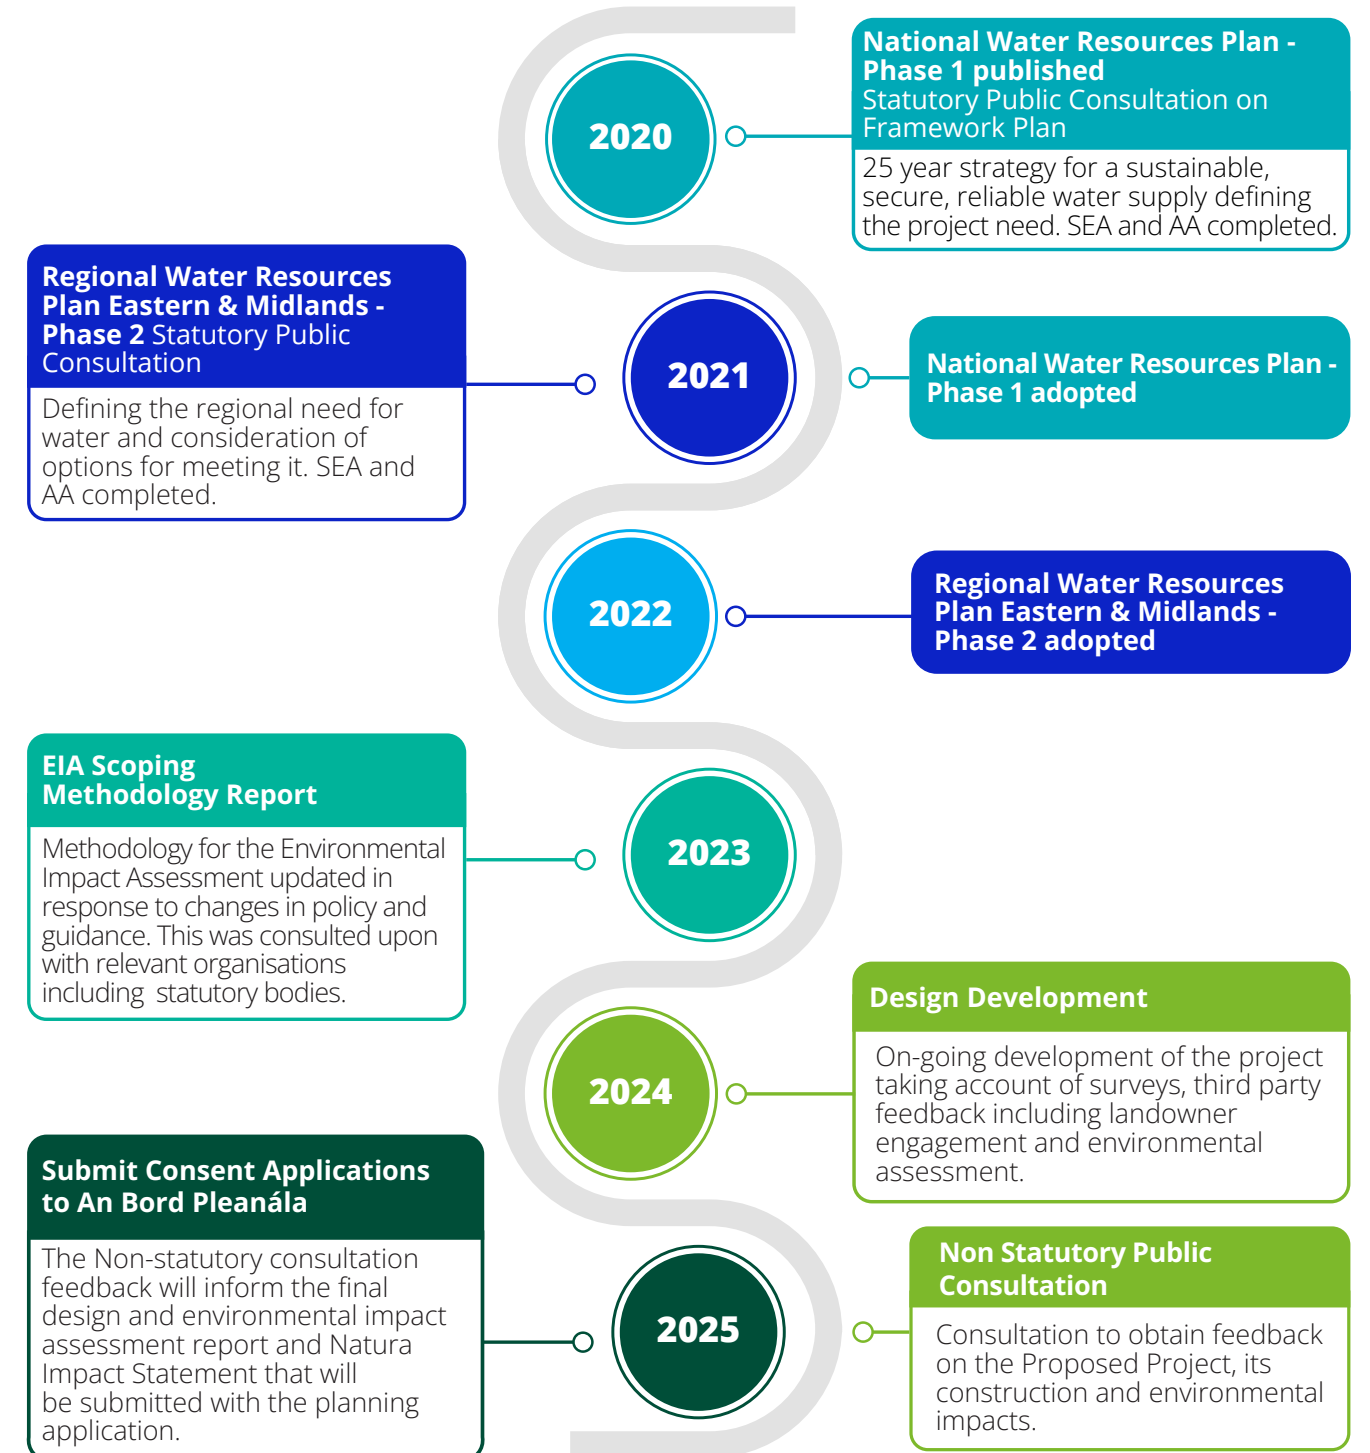 2020
National Water Resources Plan -
Phase 1 published
Statutory Public Consultation on
Framework Plan
25 year strategy for a sustainable,
secure, reliable water supply defining
the project need. SEA and AA completed.
Regional Water Resources
Plan Eastern & Midlands -
Phase 2 Statutory Public
Consultation
Defining the regional need for
water and consideration of
options for meeting it. SEA and
AA completed.
2021
National Water Resources Plan -
Phase 1 adopted
2022
Regional Water Resources
Plan Eastern & Midlands -
Phase 2 adopted
EIA Scoping
Methodology Report
Methodology for the Environmental
Impact Assessment updated in
response to changes in policy and
guidance. This was consulted upon
with relevant organisations
including statutory bodies.
2023
2024
Design Development
On-going development of the project
taking account of surveys, third party
feedback including landowner
engagement and environmental
assessment.
Submit Consent Applications
to An Bord Pleanála
The Non-statutory consultation
feedback will inform the final
design and environmental impact
assessment report and Natura
Impact Statement that will
be submitted with the planning
application.
2025
Non Statutory Public
Consultation
Consultation to obtain feedback
on the Proposed Project, its
construction and environmental
impacts.